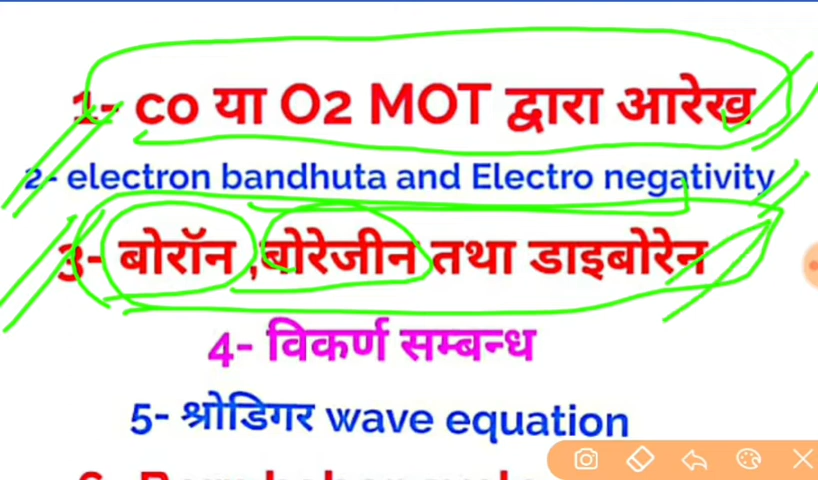 1- co या O2 MOT द्वारा आरेख
2- electron bandhuta and Electro negativity
3- बोरॉन ,बोरेजीन तथा डाइबोरेन
4- विकर्ण सम्बन्ध
5- श्रोडिगर wave equation